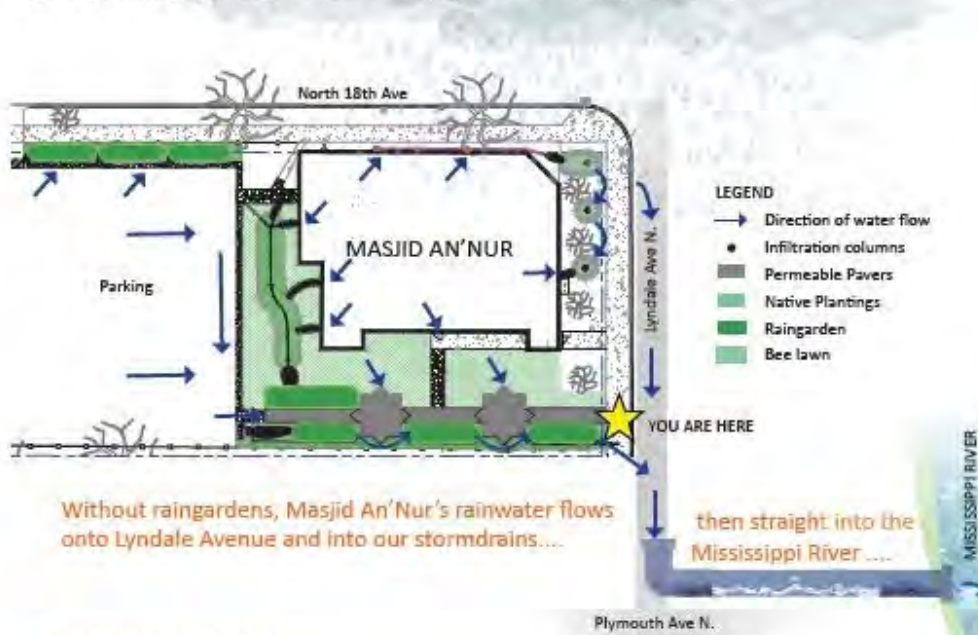 North 18th Ave
MASJID AN'NUR
Parking
Lyndale Ave N.
LEGEND
Direction of water flow
Infiltration columns
Permeable Pavers
Native Plantings
Raingarden
Bee lawn
YOU ARE HERE
MISSISSIPPI RIVER
Without raingardens, Masjid An'Nur's rainwater flows
onto Lyndale Avenue and into our stormdrains....
then straight into the
Mississippi River ....
Plymouth Ave N.